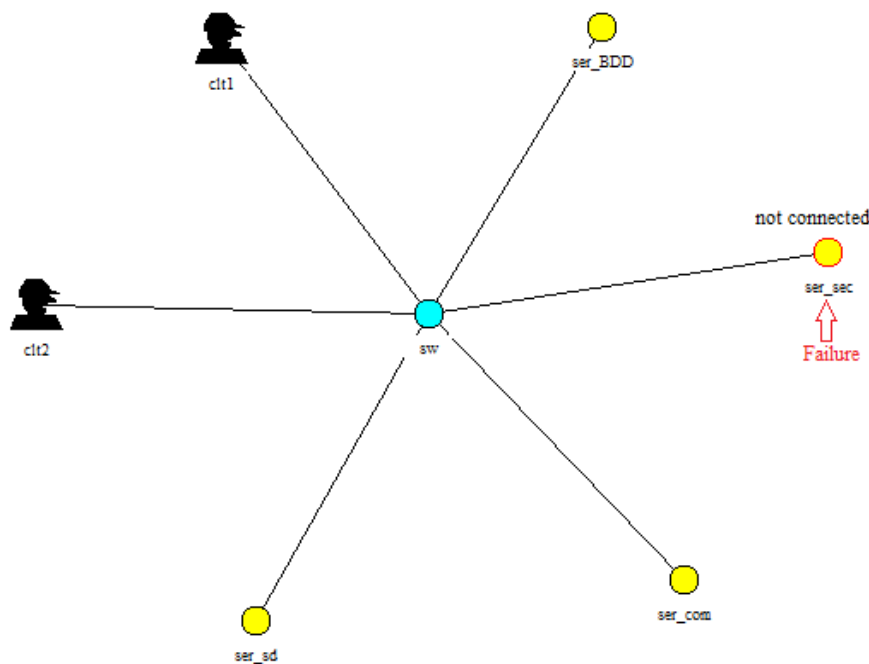 clt1
ser_BDD
not connected
ser_sec
Failure
clt2
sw
ser_com
ser_sd